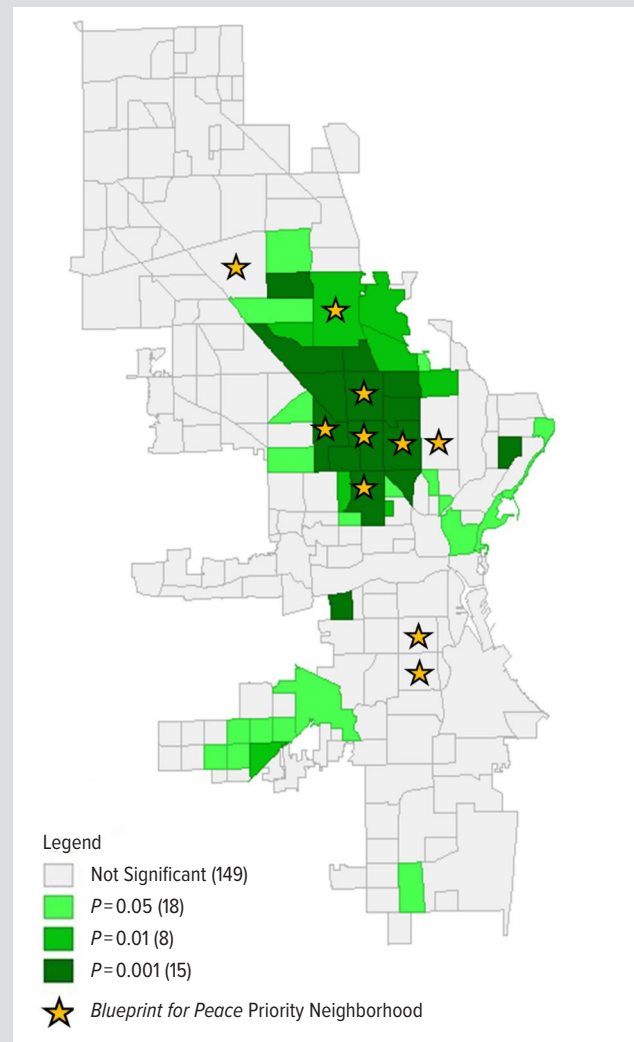 Legend
Not Significant (149)
P=0.05 (18)
P=0.01 (8)
P=0.001 (15)
Blueprint for Peace Priority Neighborhood